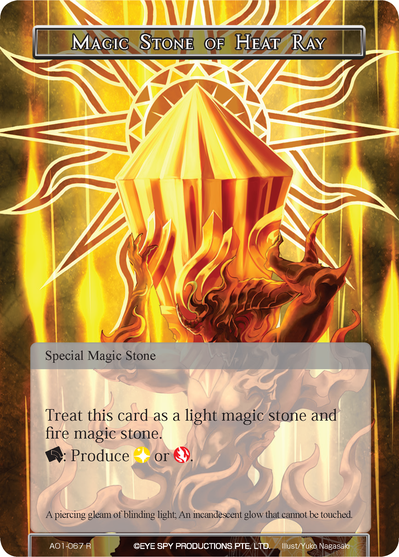 Magic Stone of Heat Ray
Special Magic Stone
Treat this card as a light magic stone and
fire magic stone.
: Produce or .
A piercing gleam of blinding light; An incandescent glow that cannot be touched.
AO1-067 R ©EYE SPY PRODUCTIONS PTE. LTD. Illust/Yuko Nagasaki